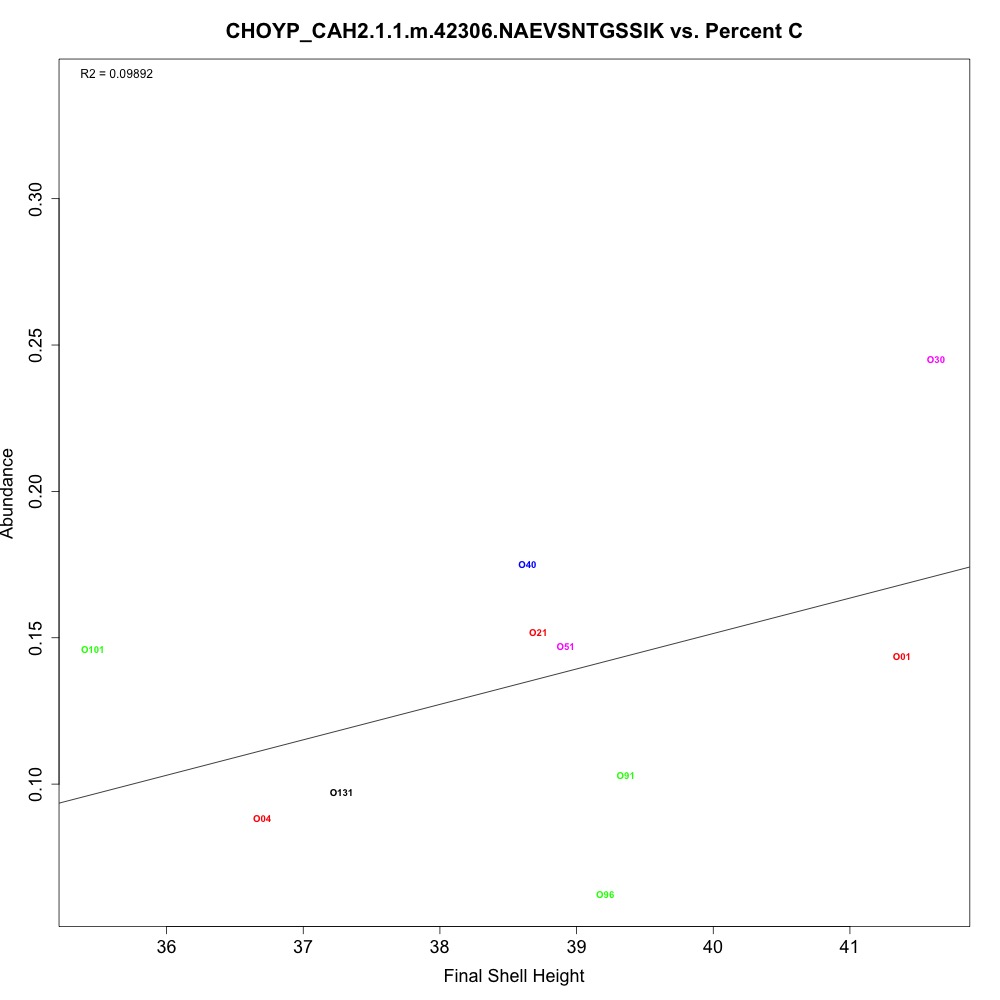 CHOYP_CAH2.1.1.m.42306.NAEVSNTGSSIK vs. Percent C
R2 = 0.09892
0.30
0.25
O30
0.20
Abundance
O40
O21
0.15
O51
O101
O01
O91
0.10
O131
O04
O96
36 37 38 39 40 41
Final Shell Height